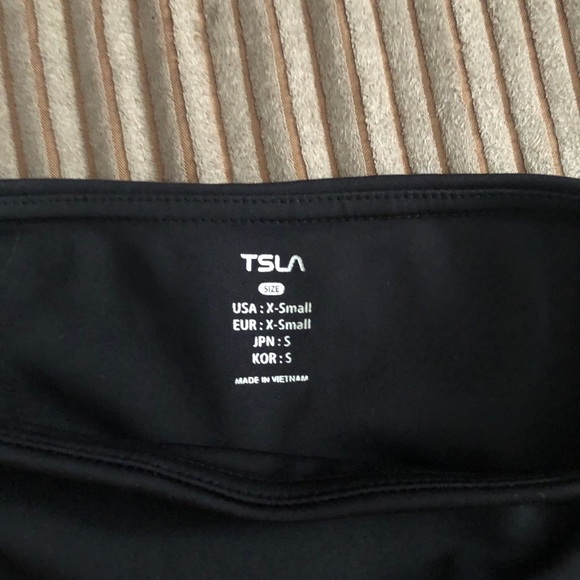 TSLA
SIZE
USA : X-Small
EUR : X-Small
JPN : S
KOR : S
MADE IN VIETNAM